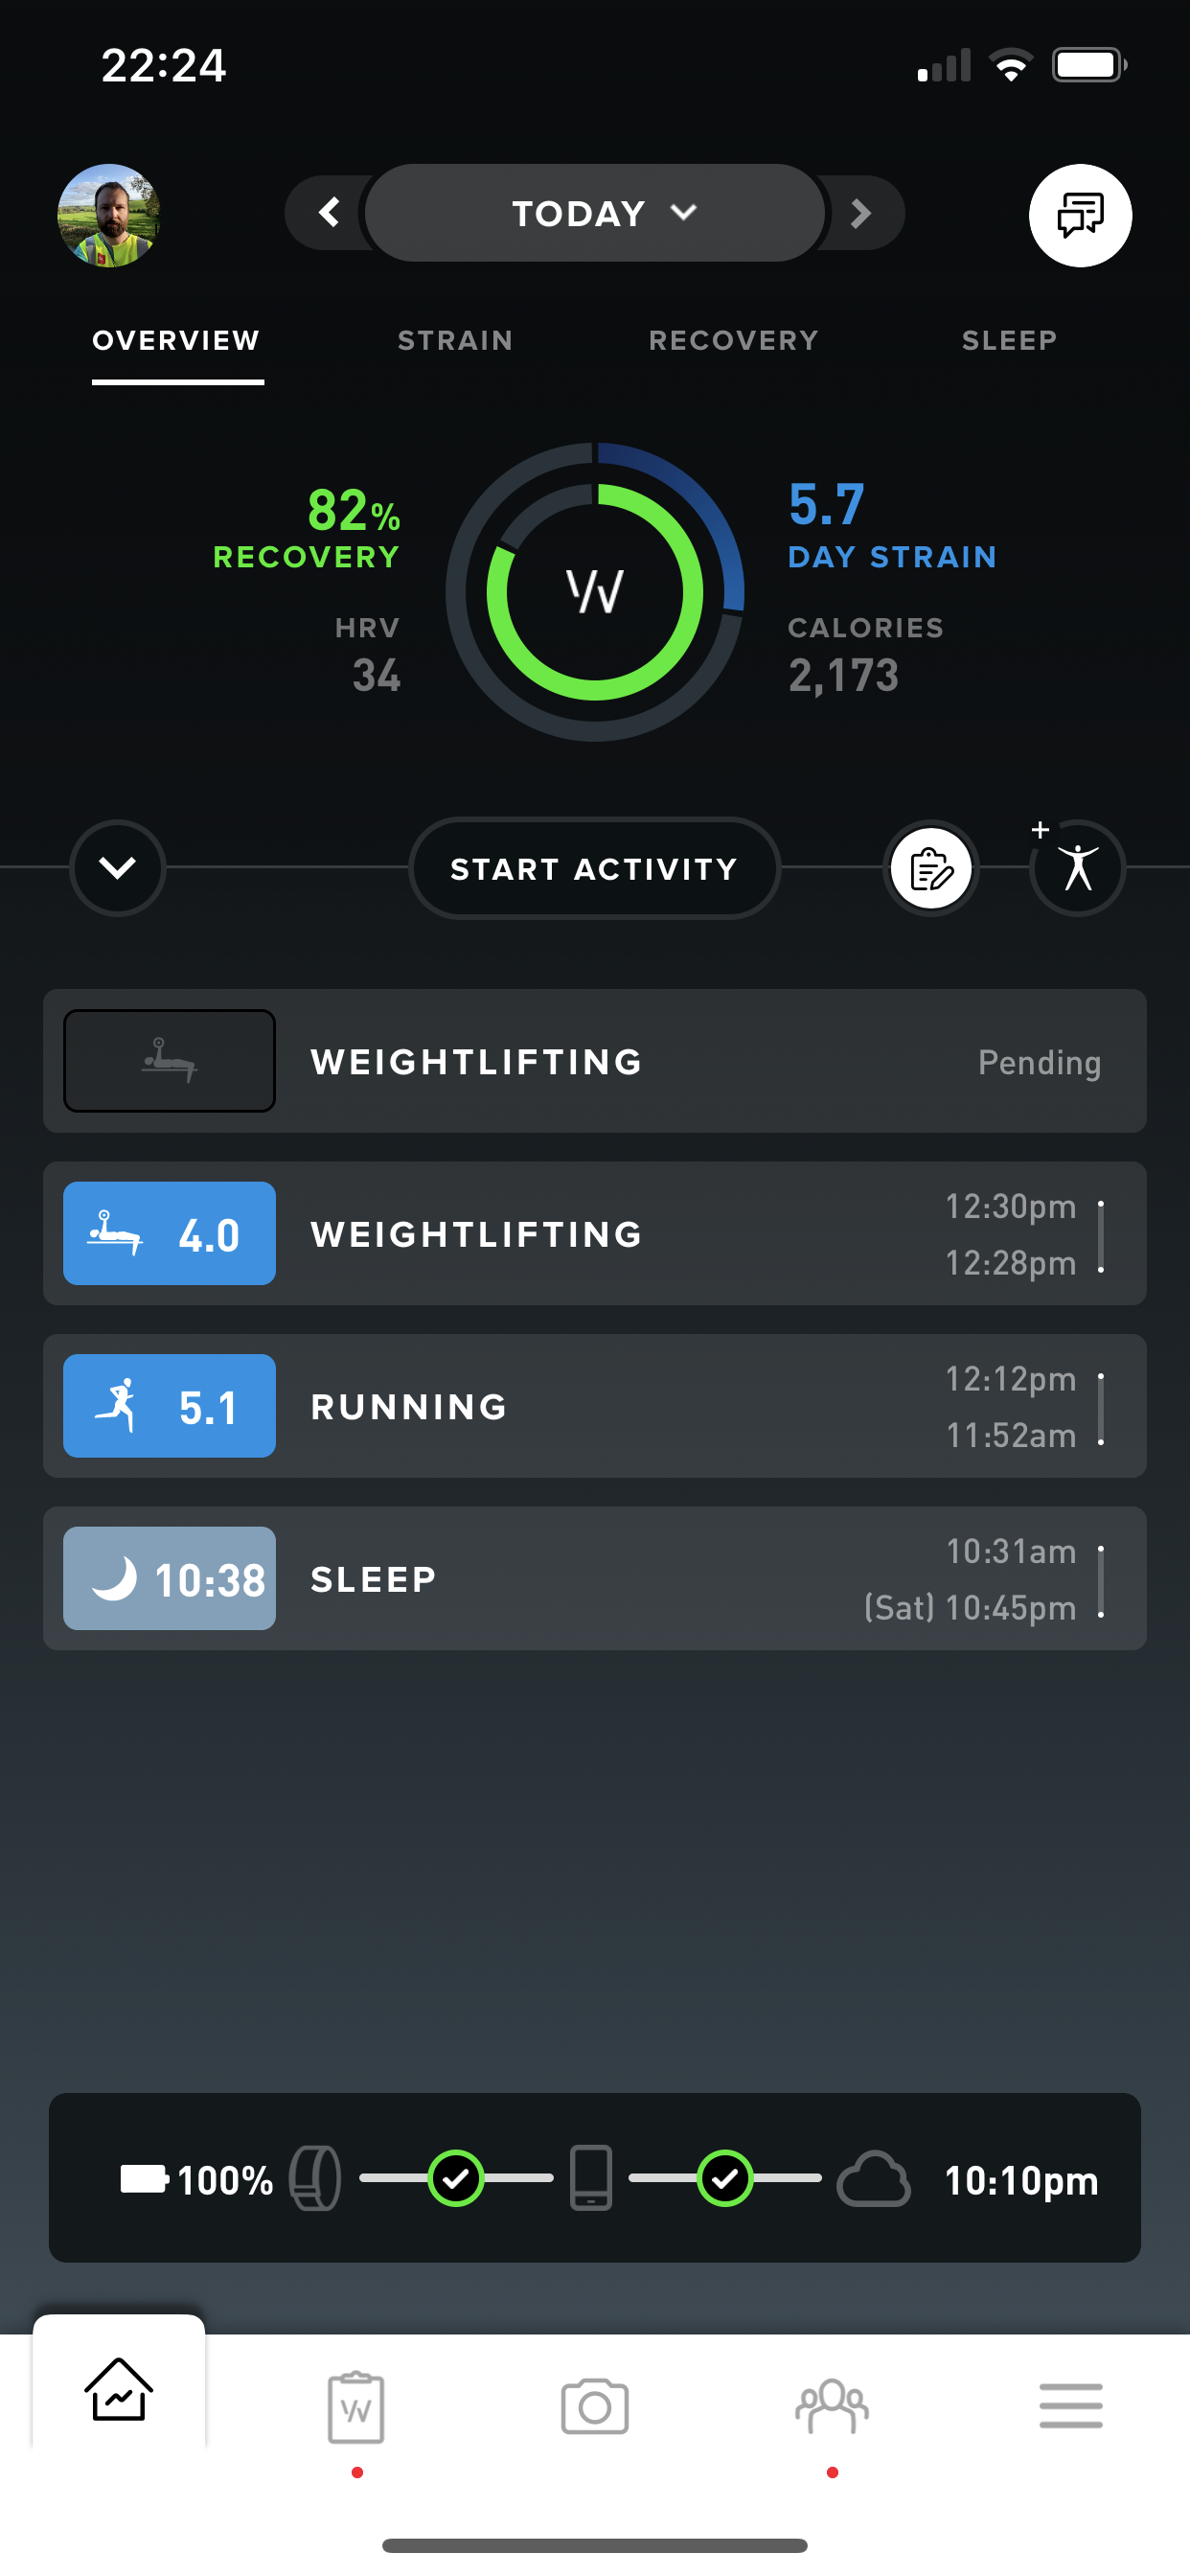 22:24
TODAY
OVERVIEW STRAIN RECOVERY SLEEP
82%
RECOVERY
HRV
34
5.7
DAY STRAIN
CALORIES
2,173
START ACTIVITY
WEIGHTLIFTING Pending
4.0 WEIGHTLIFTING 12:30pm
12:28pm
5.1 RUNNING 12:12pm
11:52am
10:38 SLEEP 10:31am
(Sat) 10:45pm
100% 10:10pm